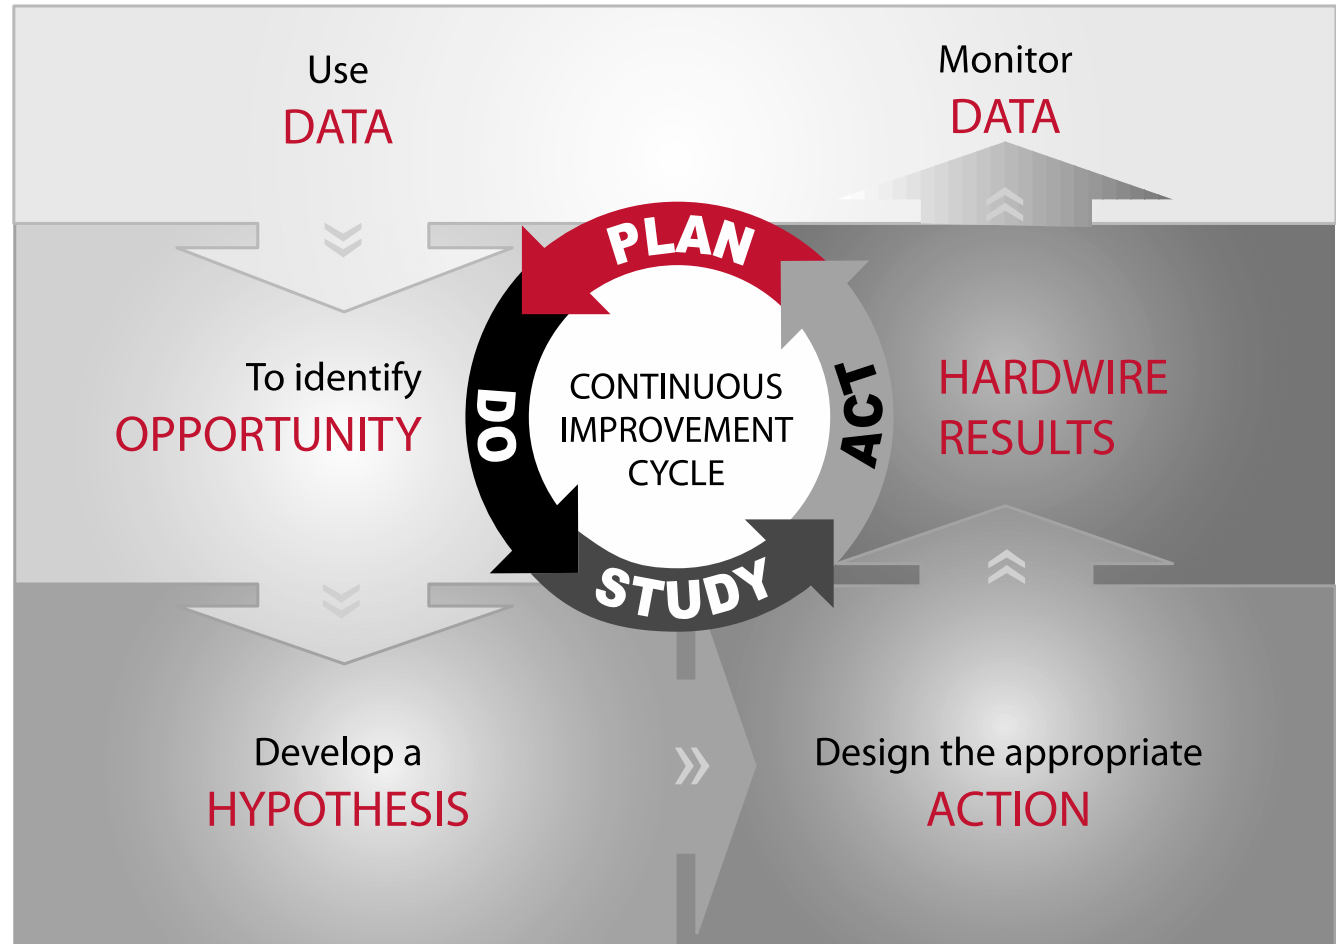 Use
DATA
Monitor
DATA
PLAN
To identify
OPPORTUNITY
DO
CONTINUOUS
IMPROVEMENT
CYCLE
ACT
HARDWIRE
RESULTS
STUDY
Develop a
HYPOTHESIS
Design the appropriate
ACTION